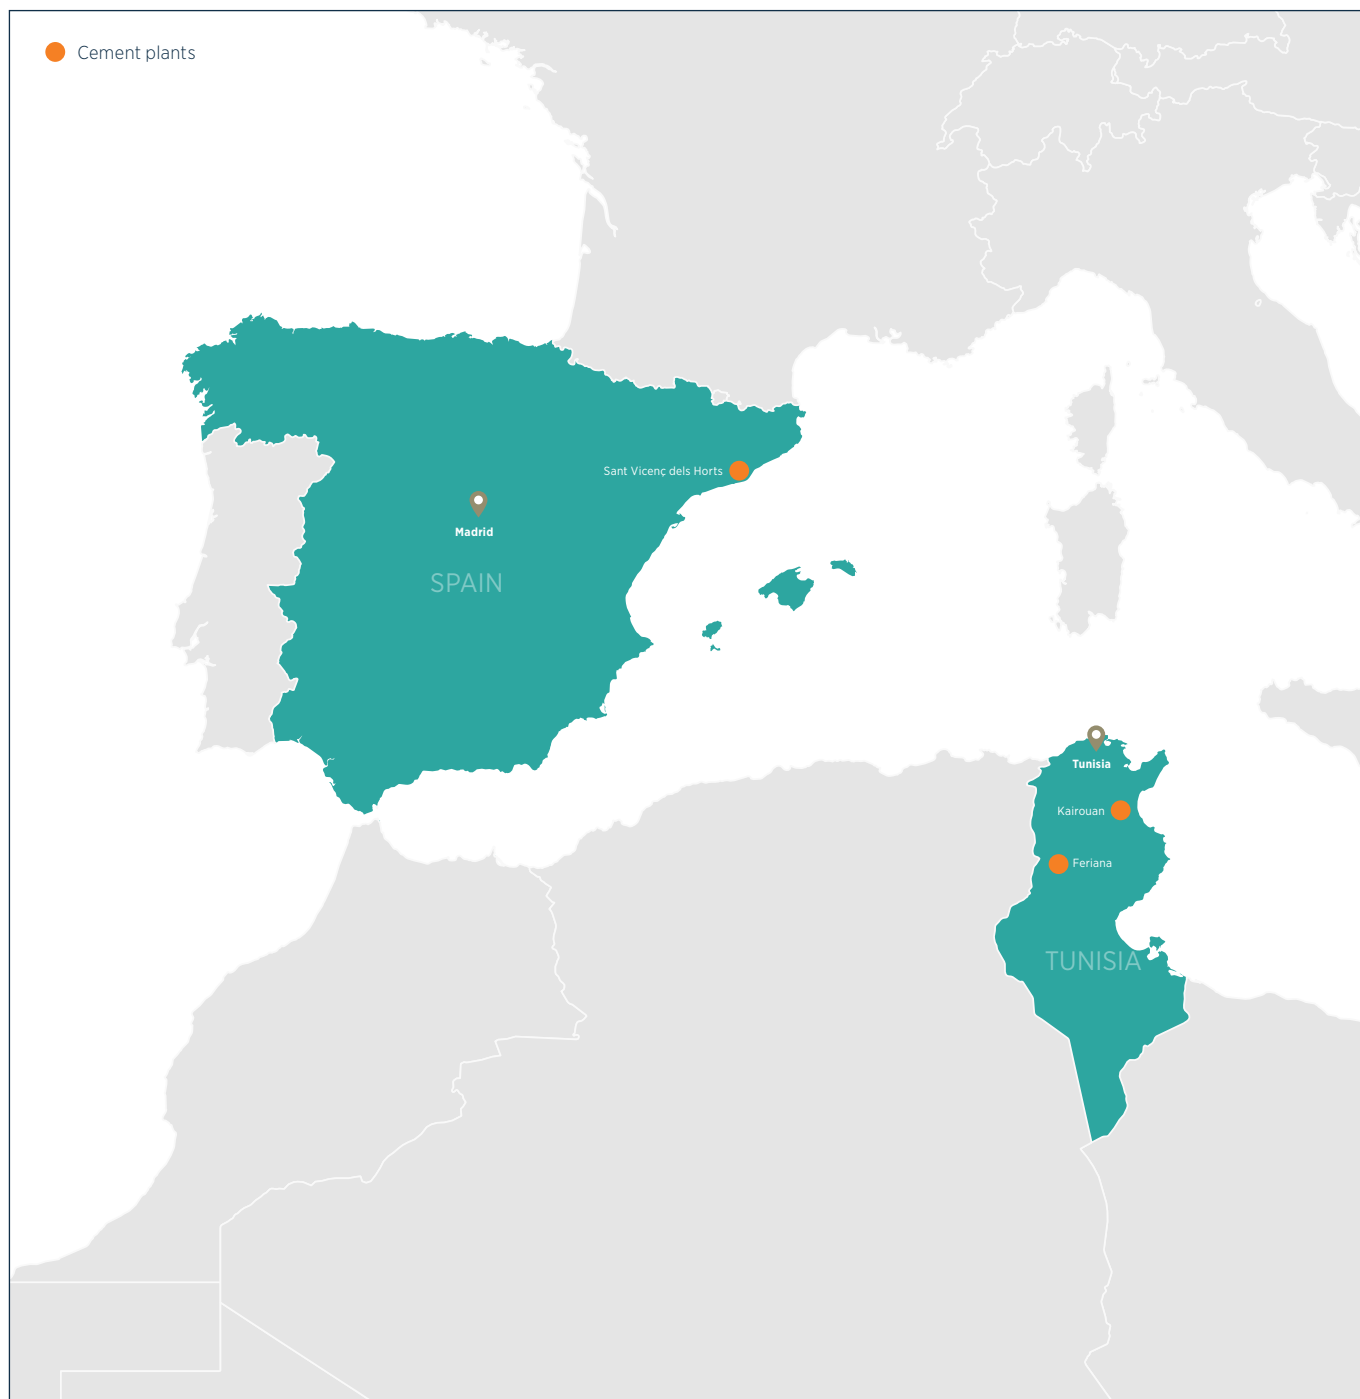 Cement plants
Sant Vicenç dels Horts
Madrid
SPAIN
Tunisia
Kairouan
Feriana
TUNISIA